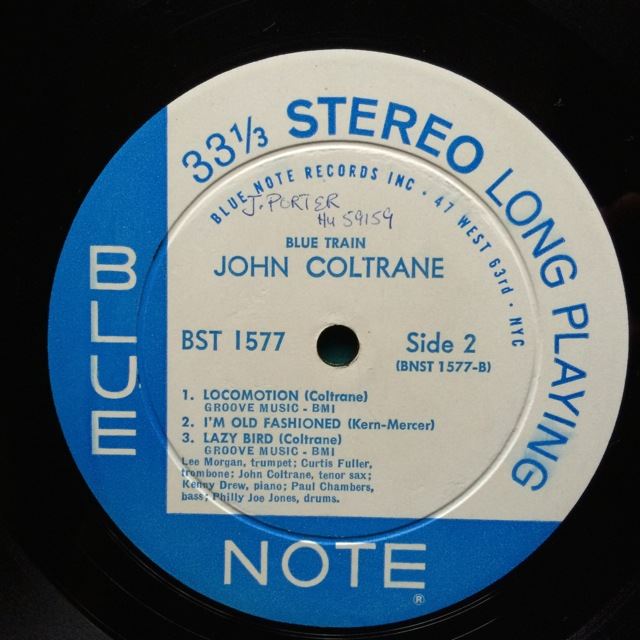 33 1/3 STEREO LONG PLAYING
BLUE NOTE RECORDS INC · 47 WEST 63rd · NYC
J. PORTER
Hu 59159
BLUE TRAIN
JOHN COLTRANE
BST 1577
Side 2
(BNST 1577-B)
1. LOCOMOTION (Coltrane)
GROOVE MUSIC - BMI
2. I'M OLD FASHIONED (Kern-Mercer)
3. LAZY BIRD (Coltrane)
GROOVE MUSIC - BMI
Lee Morgan, trumpet; Curtis Fuller,
trombone; John Coltrane, tenor sax;
Kenny Drew, piano; Paul Chambers,
bass; Philly Joe Jones, drums.
BLUE
NOTE
®